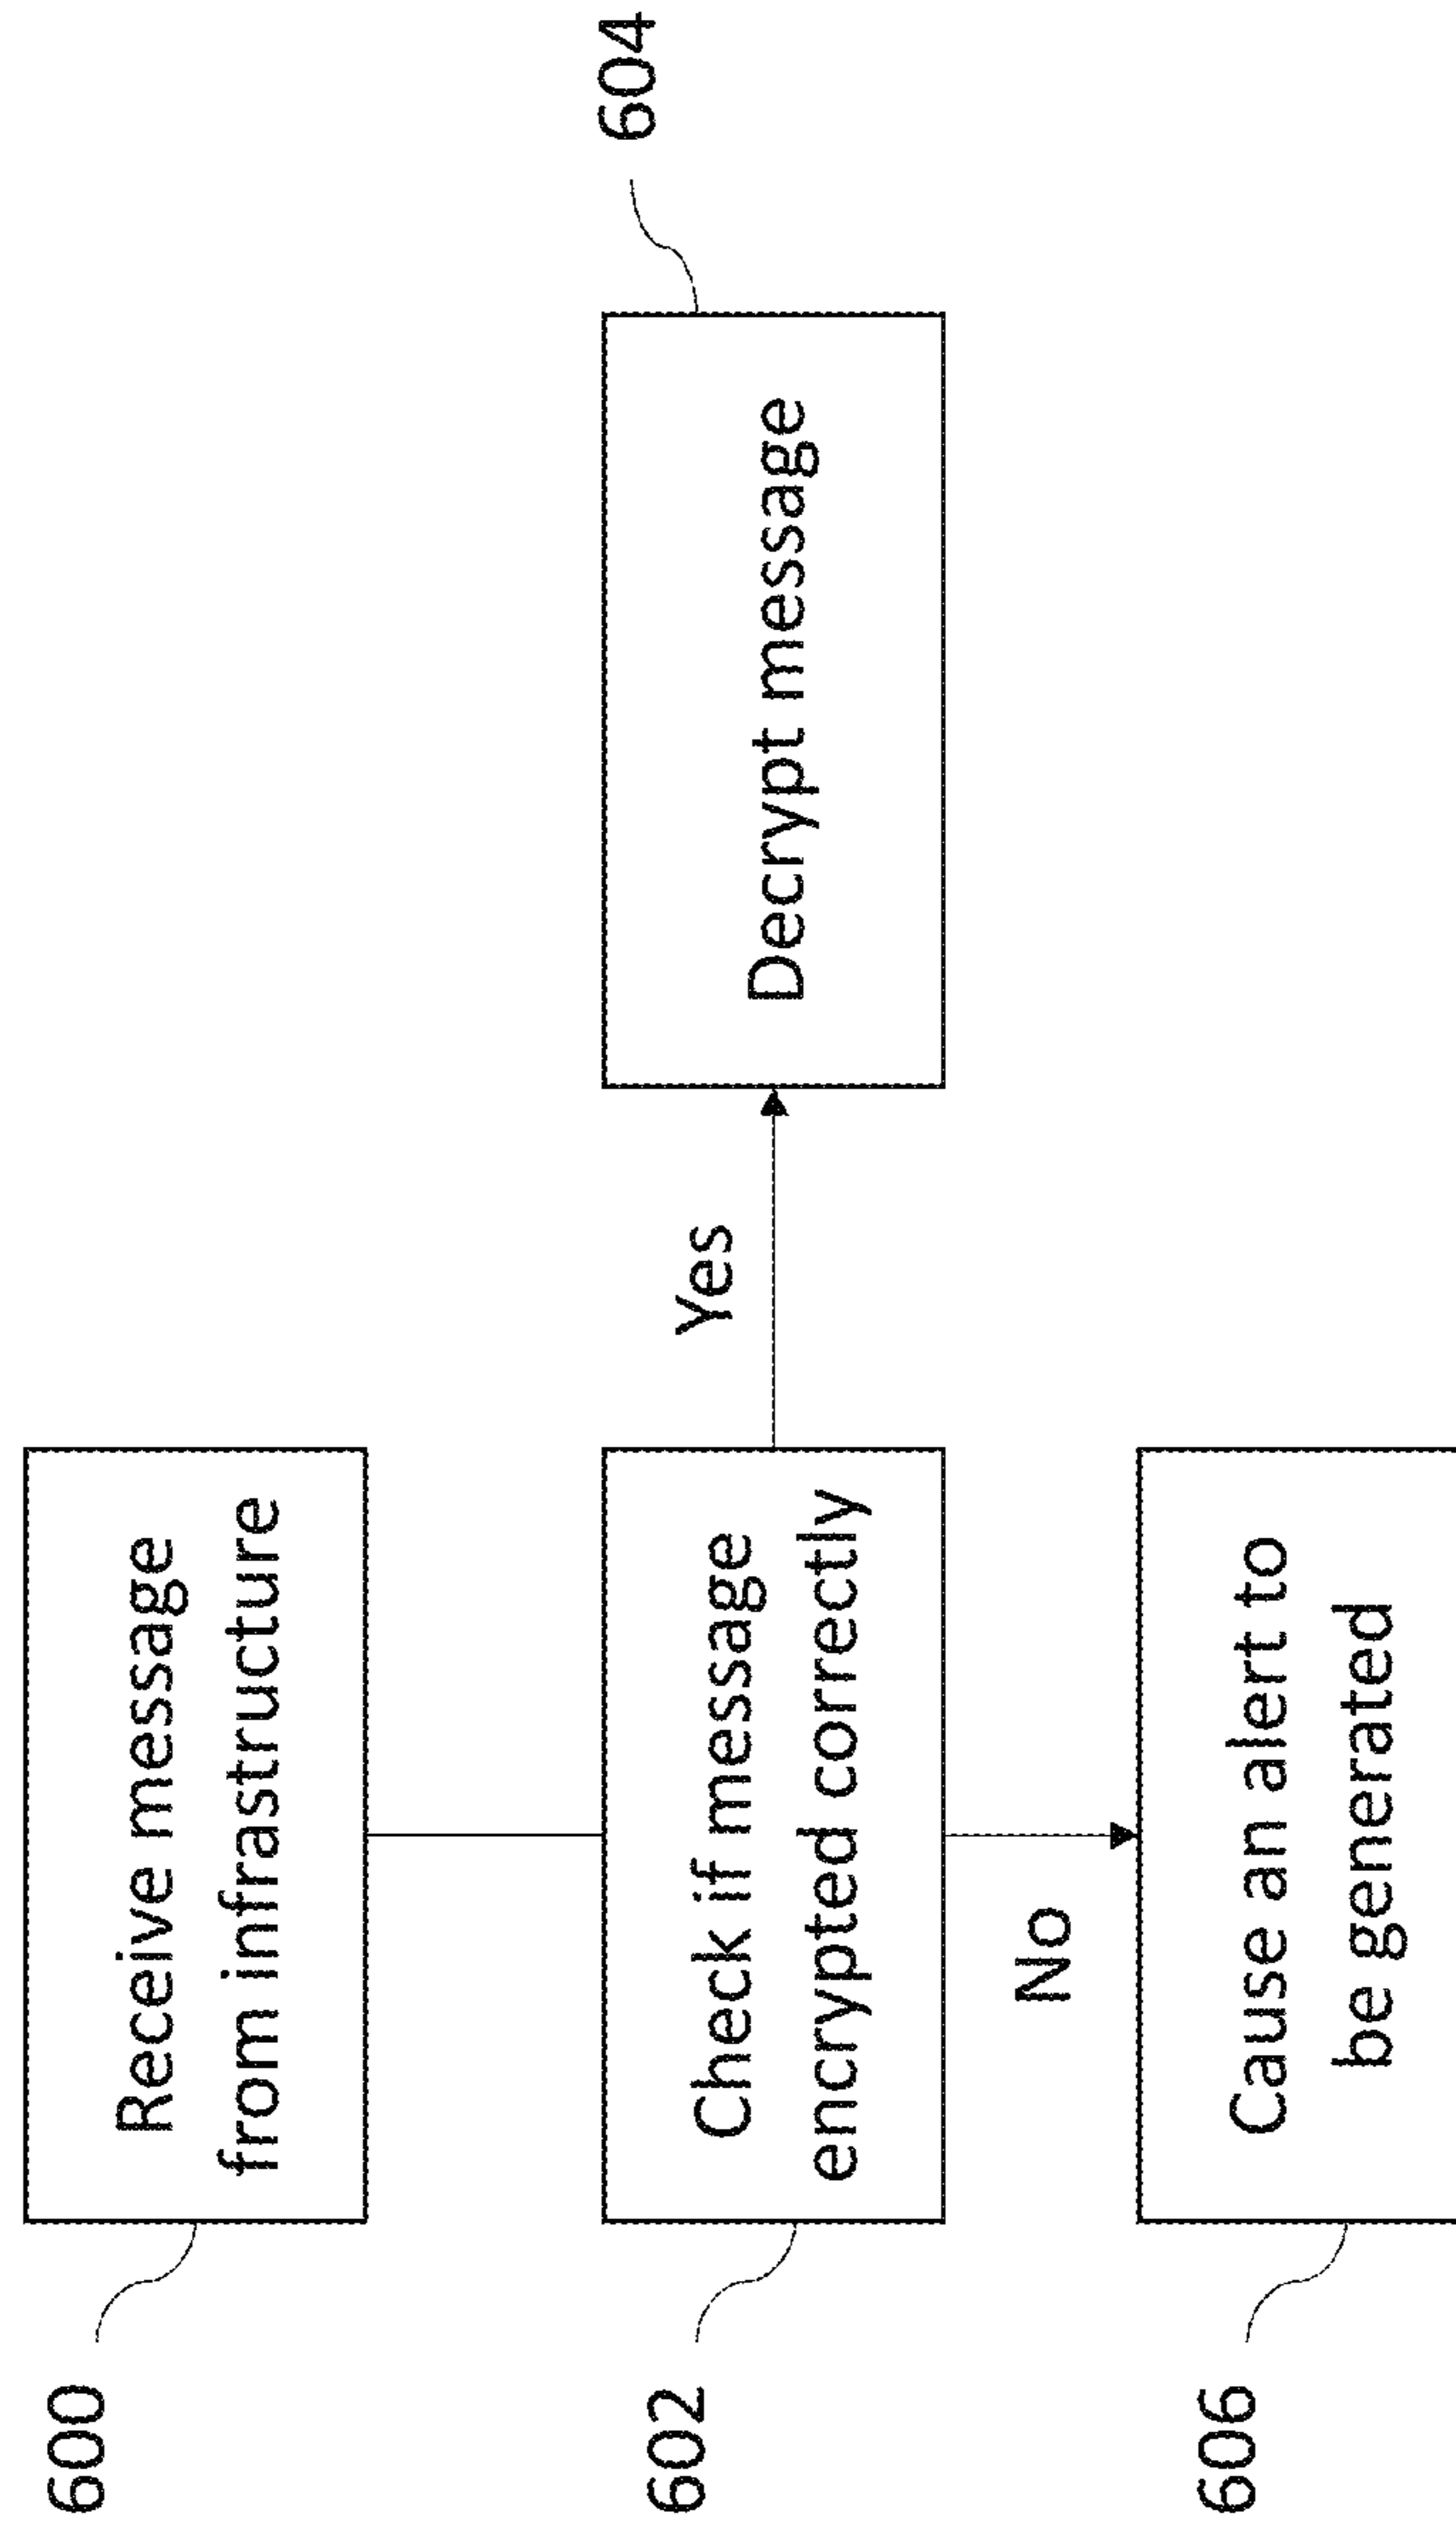 600
Receive message
from infrastructure
602
Check if message
encrypted correctly
Yes
604
Decrypt message
No
606
Cause an alert to
be generated